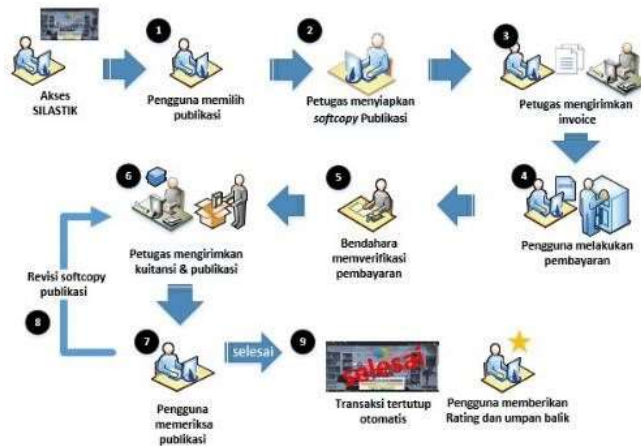 1
2
3
Akses
SILASTIK
Pengguna memilih
publikasi
Petugas menyiapkan
softcopy Publikasi
Petugas mengirimkan
invoice
6
5
4
Revisi softcopy
publikasi
Petugas mengirimkan
kuitansi & publikasi
Bendahara
memverifikasi
pembayaran
Pengguna melakukan
pembayaran
8
7
selesai
9
selesai
Pengguna
memeriksa
publikasi
Transaksi tertutup
otomatis
Pengguna memberikan
Rating dan umpan balik